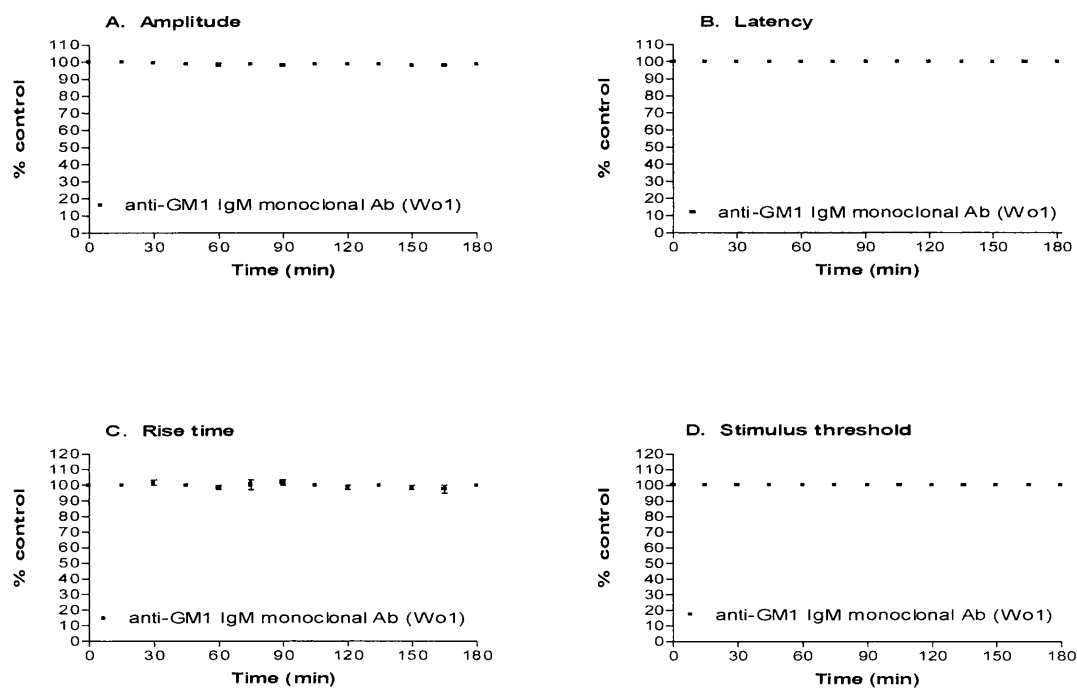 A. Amplitude
110
100
90
80
70
60
50
40
30
20
10
0
% control
anti-GM1 IgM monoclonal Ab (Wo1)
0 30 60 90 120 150 180
Time (min)
B. Latency
110
100
90
80
70
60
50
40
30
20
10
0
% control
anti-GM1 IgM monoclonal Ab (Wo1)
0 30 60 90 120 150 180
Time (min)
C. Rise time
120
110
100
90
80
70
60
50
40
30
20
10
0
% control
anti-GM1 IgM monoclonal Ab (Wo1)
0 30 60 90 120 150 180
Time (min)
D. Stimulus threshold
120
110
100
90
80
70
60
50
40
30
20
10
0
% control
anti-GM1 IgM monoclonal Ab (Wo1)
0 30 60 90 120 150 180
Time (min)